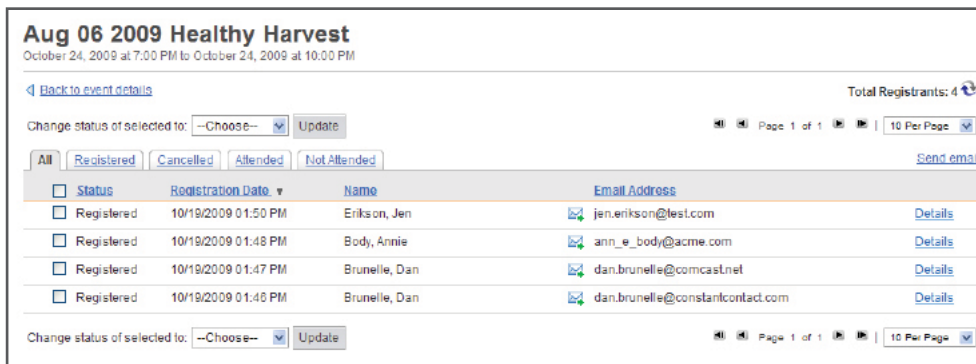 Aug 06 2009 Healthy Harvest
October 24, 2009 at 7:00 PM to October 24, 2009 at 10:00 PM
Back to event details
Total Registrants: 4
Change status of selected to: --Choose-- Update Page 1 of 1 | 10 Per Page
All Registered Cancelled Attended Not Attended Send email
Status Registration Date Name Email Address
Registered 10/19/2009 01:50 PM Erikson, Jen jen.erikson@test.com Details
Registered 10/19/2009 01:48 PM Body, Annie ann_e_body@acme.com Details
Registered 10/19/2009 01:47 PM Brunelle, Dan dan.brunelle@comcast.net Details
Registered 10/19/2009 01:46 PM Brunelle, Dan dan.brunelle@constantcontact.com Details
Change status of selected to: --Choose-- Update Page 1 of 1 | 10 Per Page